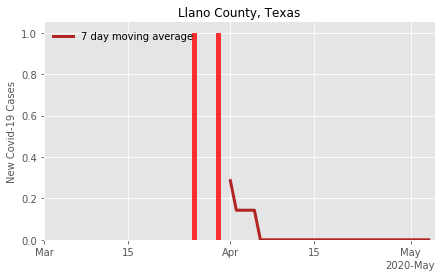 Llano County, Texas
7 day moving average
New Covid-19 Cases
1.0
0.8
0.6
0.4
0.2
0.0
Mar
15
Apr
15
May
2020-May